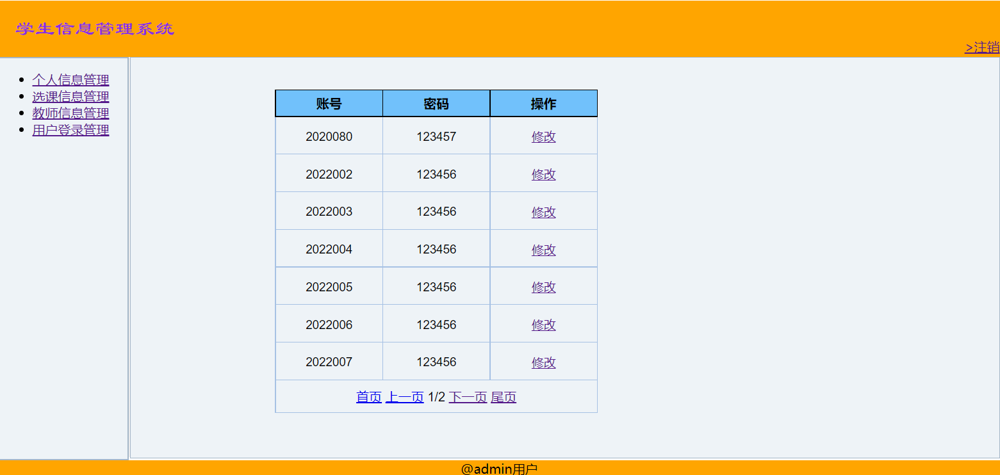 学生信息管理系统
>注销
个人信息管理
选课信息管理
教师信息管理
用户登录管理
账号 密码 操作
2020080 123457 修改
2022002 123456 修改
2022003 123456 修改
2022004 123456 修改
2022005 123456 修改
2022006 123456 修改
2022007 123456 修改
首页 上一页 1/2 下一页 尾页
@admin用户